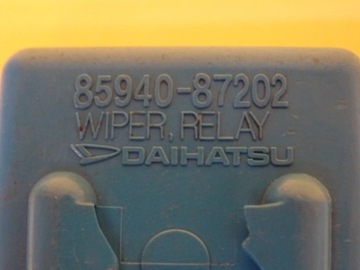 85940-87202
WIPER, RELAY
DAIHATSU